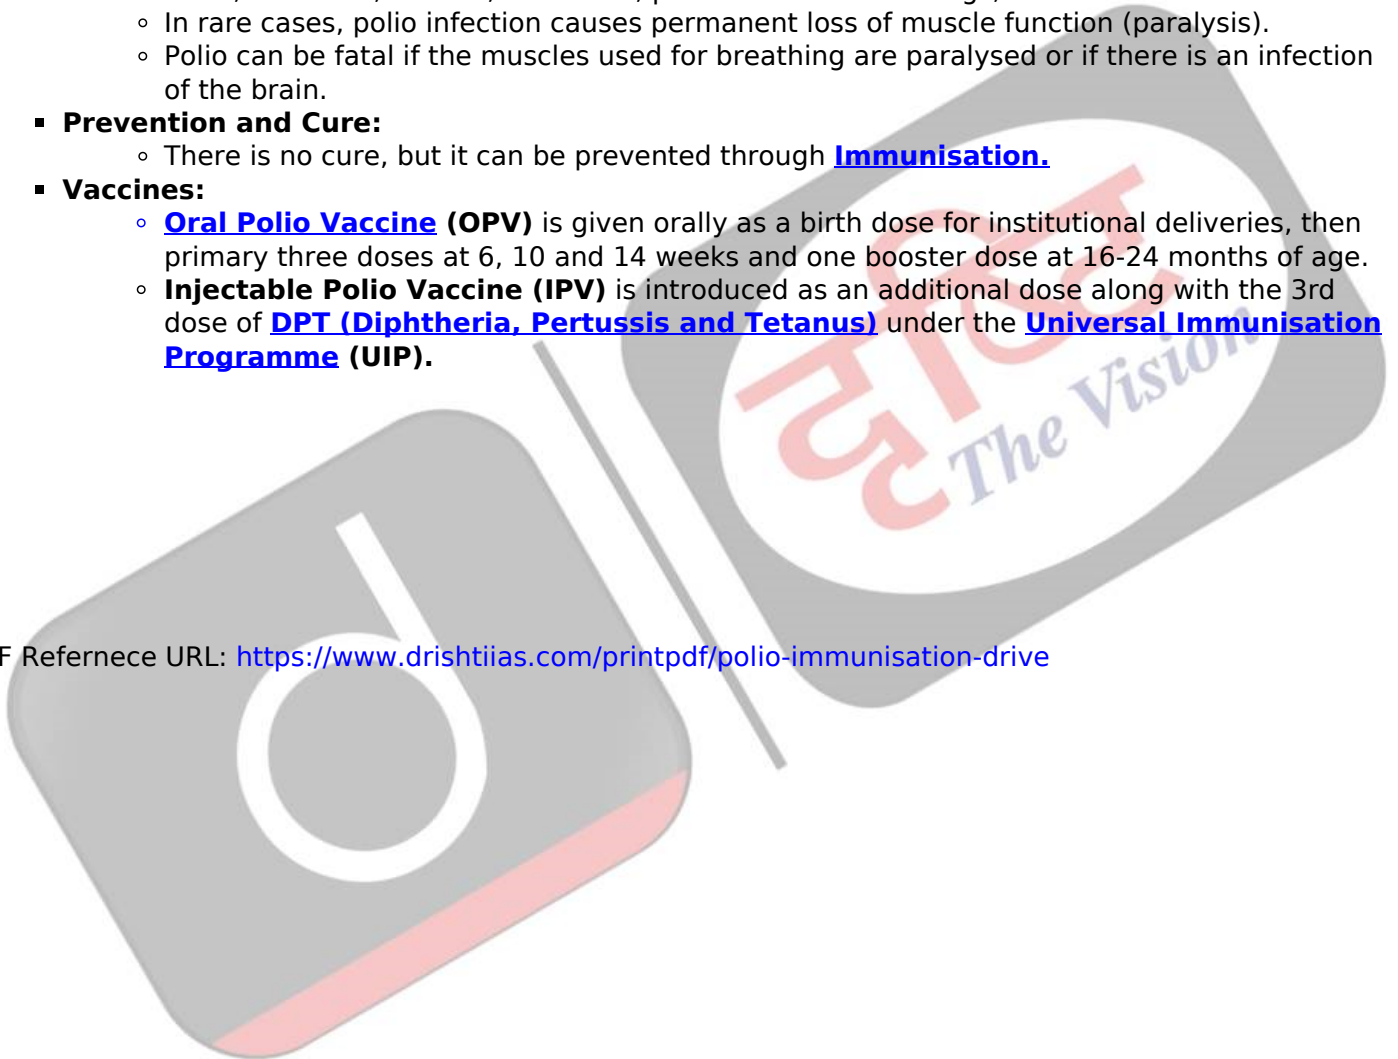 In rare cases, polio infection causes permanent loss of muscle function (paralysis).
Polio can be fatal if the muscles used for breathing are paralysed or if there is an infection
of the brain.
Prevention and Cure:
There is no cure, but it can be prevented through Immunisation.
Vaccines:
Oral Polio Vaccine (OPV) is given orally as a birth dose for institutional deliveries, then
primary three doses at 6, 10 and 14 weeks and one booster dose at 16-24 months of age.
Injectable Polio Vaccine (IPV) is introduced as an additional dose along with the 3rd
dose of DPT (Diphtheria, Pertussis and Tetanus) under the Universal Immunisation
Programme (UIP).
दृष्टि
The Vision
d
F Refernece URL: https://www.drishtiias.com/printpdf/polio-immunisation-drive